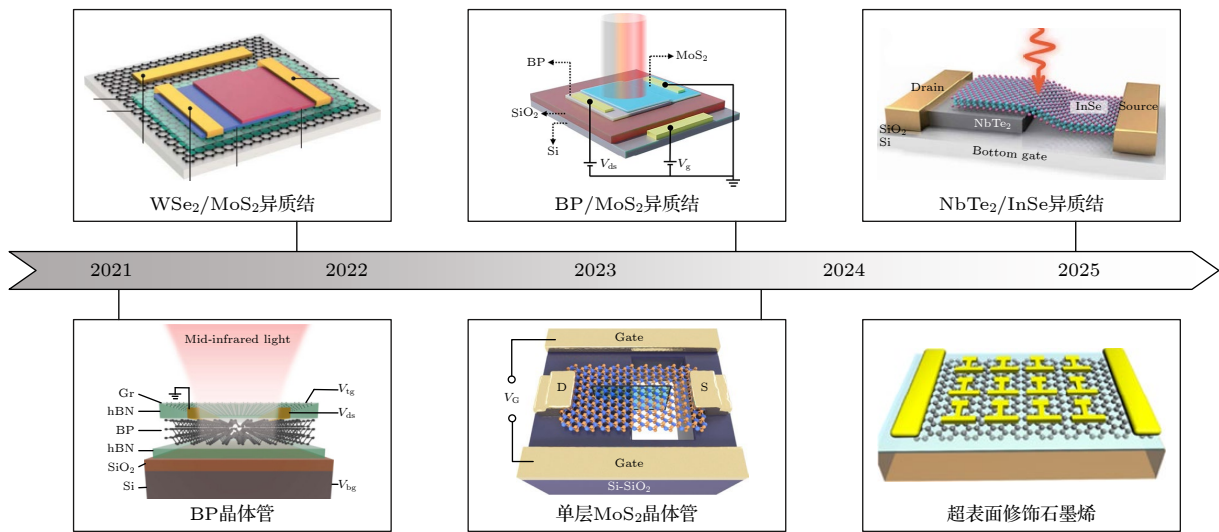 WSe₂/MoS₂异质结
BP
MoS₂
SiO₂
Si
V_ds
V_g
BP/MoS₂异质结
Drain
InSe
Source
NbTe₂
SiO₂
Si
Bottom gate
NbTe₂/InSe异质结
2021 2022 2023 2024 2025
Mid-infrared light
Gr
V_tg
hBN
V_ds
BP
hBN
SiO₂
Si
V_bg
BP晶体管
Gate
D
S
V_G
Gate
Si-SiO₂
单层MoS₂晶体管
超表面修饰石墨烯